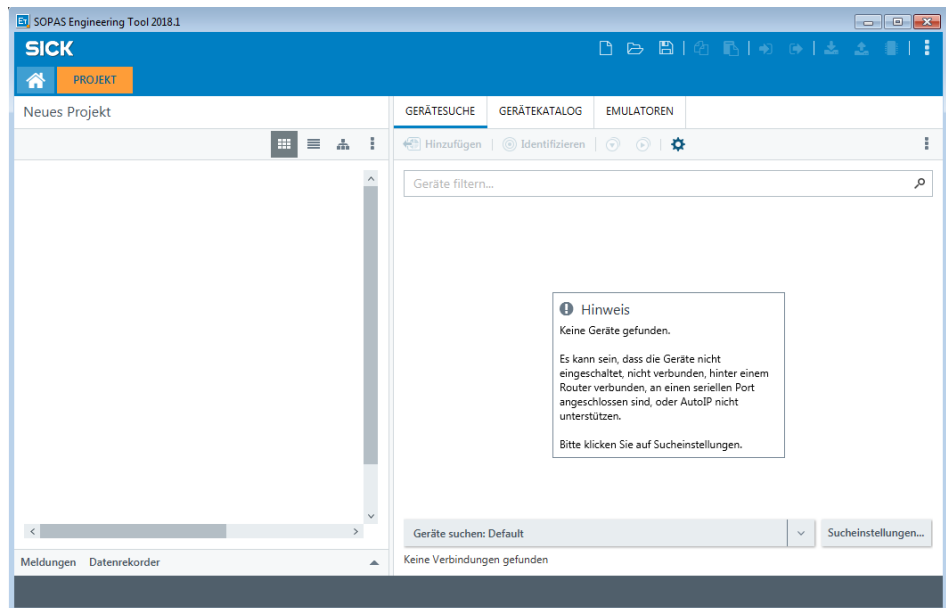 ET SOPAS Engineering Tool 2018.1
SICK
PROJEKT
Neues Projekt
GERÄTESUCHE GERÄTEKATALOG EMULATOREN
Hinzufügen Identifizieren
Geräte filtern...
Hinweis
Keine Geräte gefunden.
Es kann sein, dass die Geräte nicht
eingeschaltet, nicht verbunden, hinter einem
Router verbunden, an einen seriellen Port
angeschlossen sind, oder AutoIP nicht
unterstützen.
Bitte klicken Sie auf Sucheinstellungen.
Geräte suchen: Default
Sucheinstellungen...
Meldungen Datenrekorder
Keine Verbindungen gefunden